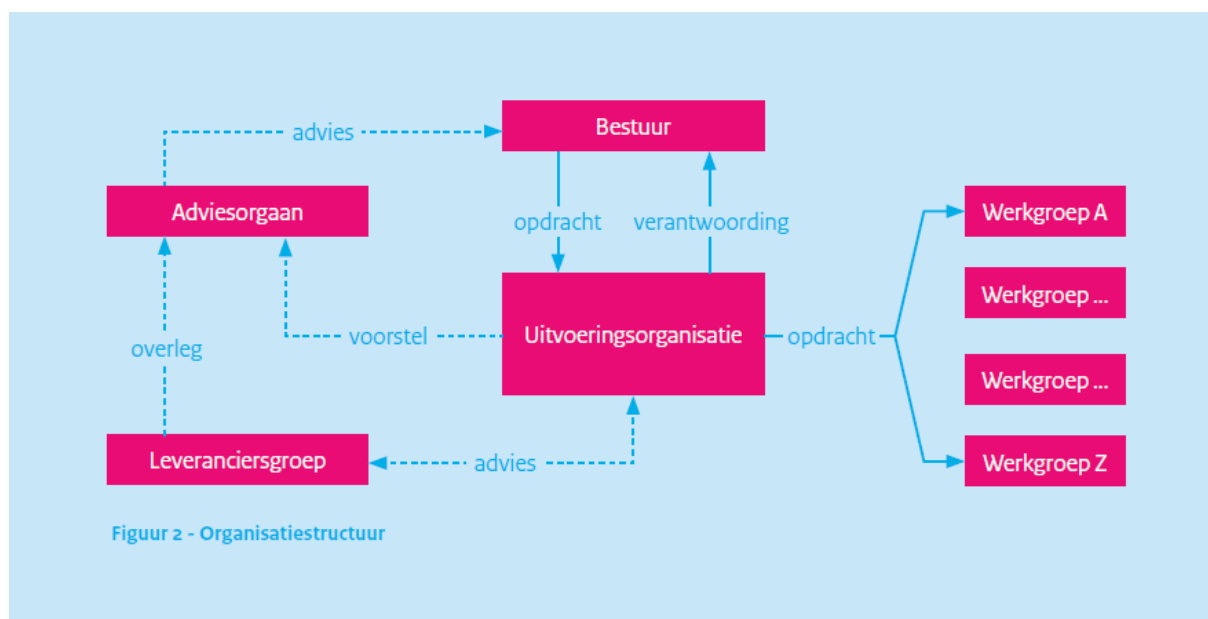 Bestuur
advies
Adviesorgaan
Werkgroep A
opdracht
verantwoording
Werkgroep ...
Uitvoeringsorganisatie
voorstel
opdracht
overleg
Werkgroep ...
Leveranciersgroep
advies
Werkgroep Z
Figuur 2 - Organisatiestructuur